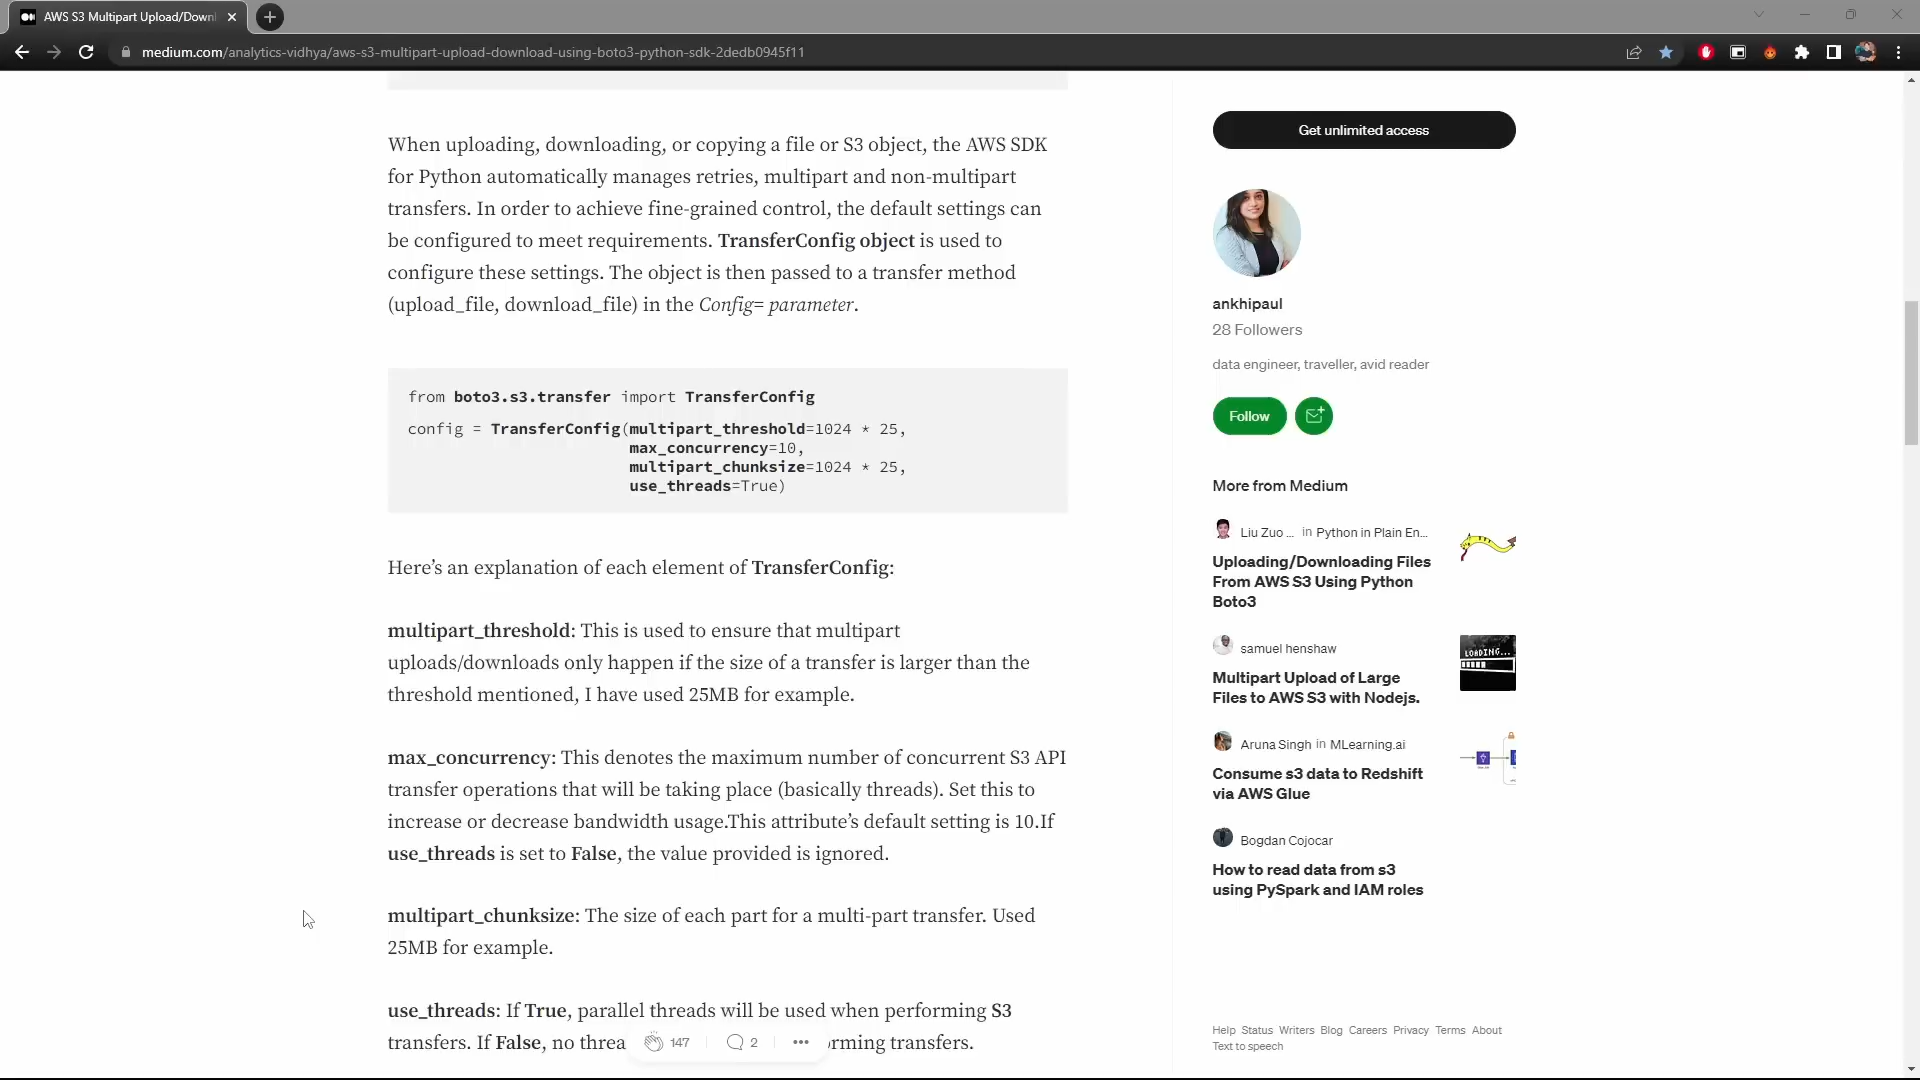 AWS S3 Multipart Upload/Downl
medium.com/analytics-vidhya/aws-s3-multipart-upload-download-using-boto3-python-sdk-2dedb0945f11
When uploading, downloading, or copying a file or S3 object, the AWS SDK
for Python automatically manages retries, multipart and non-multipart
transfers. In order to achieve fine-grained control, the default settings can
be configured to meet requirements. TransferConfig object is used to
configure these settings. The object is then passed to a transfer method
(upload_file, download_file) in the Config= parameter.
from boto3.s3.transfer import TransferConfig
config = TransferConfig(multipart_threshold=1024 * 25,
max_concurrency=10,
multipart_chunksize=1024 * 25,
use_threads=True)
Here’s an explanation of each element of TransferConfig:
multipart_threshold: This is used to ensure that multipart
uploads/downloads only happen if the size of a transfer is larger than the
threshold mentioned, I have used 25MB for example.
max_concurrency: This denotes the maximum number of concurrent S3 API
transfer operations that will be taking place (basically threads). Set this to
increase or decrease bandwidth usage.This attribute’s default setting is 10.If
use_threads is set to False, the value provided is ignored.
multipart_chunksize: The size of each part for a multi-part transfer. Used
25MB for example.
use_threads: If True, parallel threads will be used when performing S3
transfers. If False, no threa
rming transfers.
147
2
Get unlimited access
ankhipaul
28 Followers
data engineer, traveller, avid reader
Follow
More from Medium
Liu Zuo ... in Python in Plain En...
Uploading/Downloading Files
From AWS S3 Using Python
Boto3
samuel henshaw
LOADING...
Multipart Upload of Large
Files to AWS S3 with Nodejs.
Aruna Singh in MLearning.ai
Consume s3 data to Redshift
via AWS Glue
Bogdan Cojocar
How to read data from s3
using PySpark and IAM roles
Help Status Writers Blog Careers Privacy Terms About
Text to speech